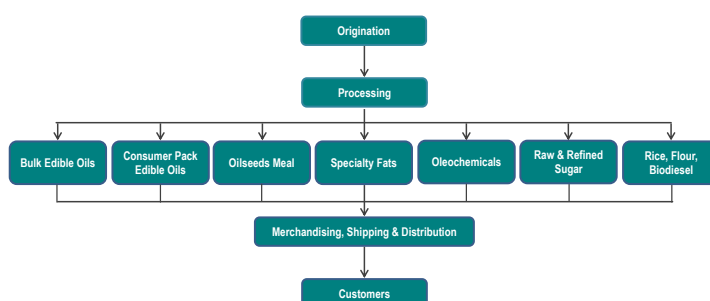 Origination
Processing
Bulk Edible Oils
Consumer Pack
Edible Oils
Oilseeds Meal
Specialty Fats
Oleochemicals
Raw & Refined
Sugar
Rice, Flour,
Biodiesel
Merchandising, Shipping & Distribution
Customers